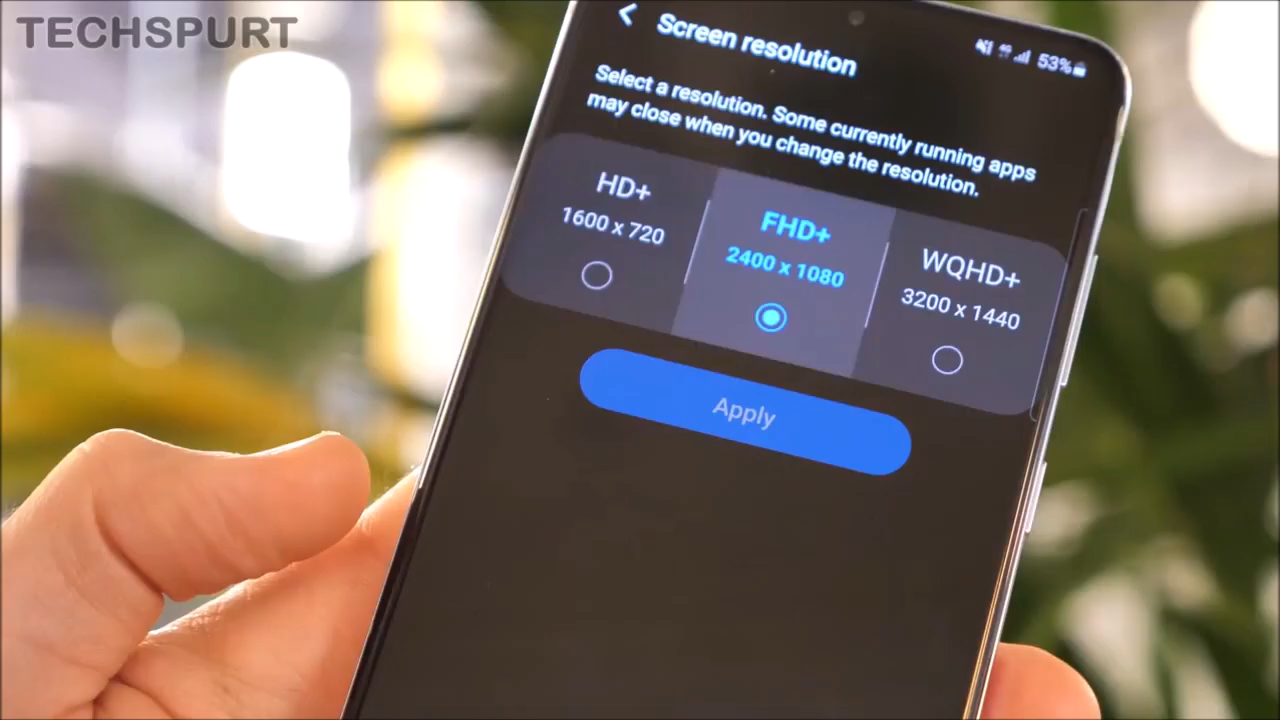 TECHSPURT
53%
Screen resolution
Select a resolution. Some currently running apps
may close when you change the resolution.
HD+
1600 x 720
FHD+
2400 x 1080
WQHD+
3200 x 1440
Apply